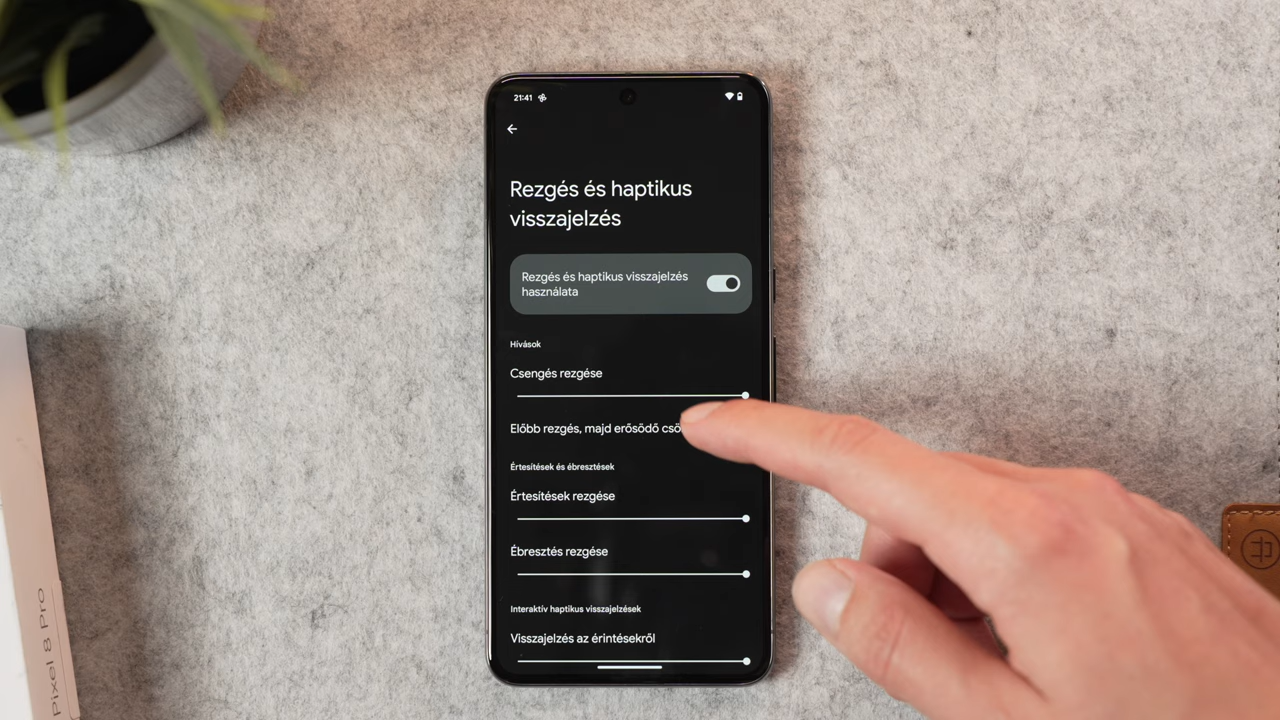 21:41
Rezgés és haptikus
visszajelzés
Rezgés és haptikus visszajelzés
használata
Hívások
Csengés rezgése
Előbb rezgés, majd erősödő
Értesítések és ébresztések
Értesítések rezgése
Ébresztés rezgése
Interaktív haptikus visszajelzések
Visszajelzés az érintésekről
Pixel 8 Pro